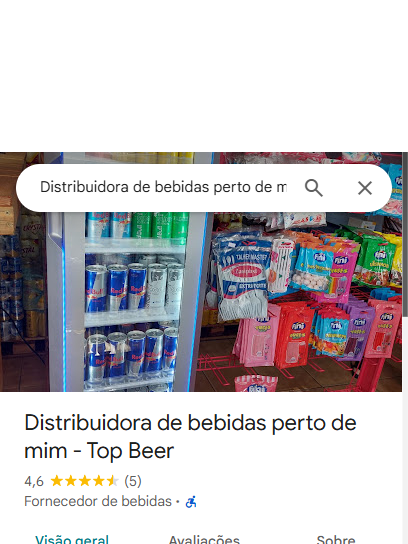 Distribuidora de bebidas perto de m
Distribuidora de bebidas perto de
mim - Top Beer
4,6
(5)
Fornecedor de bebidas ·
Visão geral Avaliações Sobre